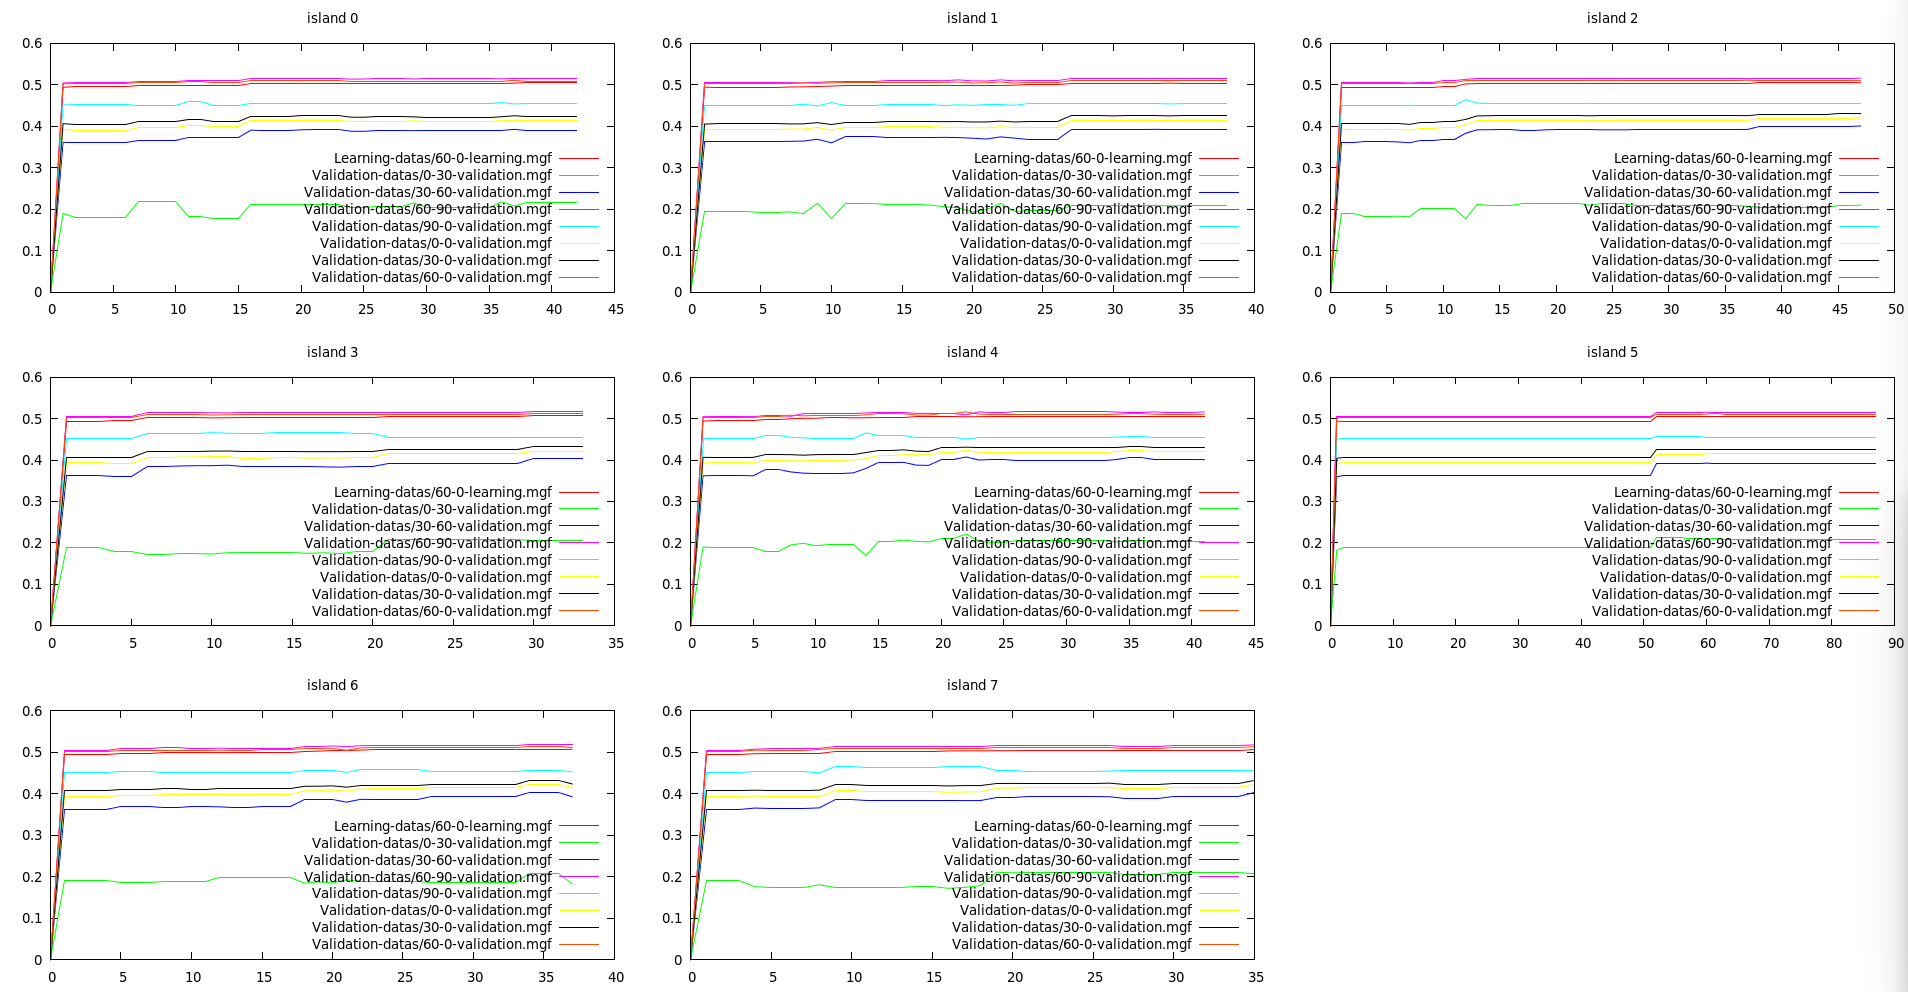 island 0
0.6
0.5
0.4
0.3
0.2
0.1
0
Learning-datas/60-0-learning.mgf
Validation-datas/0-30-validation.mgf
Validation-datas/30-60-validation.mgf
Validation-datas/60-90-validation.mgf
Validation-datas/90-0-validation.mgf
Validation-datas/0-0-validation.mgf
Validation-datas/30-0-validation.mgf
Validation-datas/60-0-validation.mgf
0 5 10 15 20 25 30 35 40 45
island 1
0.6
0.5
0.4
0.3
0.2
0.1
0
Learning-datas/60-0-learning.mgf
Validation-datas/0-30-validation.mgf
Validation-datas/30-60-validation.mgf
Validation-datas/60-90-validation.mgf
Validation-datas/90-0-validation.mgf
Validation-datas/0-0-validation.mgf
Validation-datas/30-0-validation.mgf
Validation-datas/60-0-validation.mgf
0 5 10 15 20 25 30 35 40
island 2
0.6
0.5
0.4
0.3
0.2
0.1
0
Learning-datas/60-0-learning.mgf
Validation-datas/0-30-validation.mgf
Validation-datas/30-60-validation.mgf
Validation-datas/60-90-validation.mgf
Validation-datas/90-0-validation.mgf
Validation-datas/0-0-validation.mgf
Validation-datas/30-0-validation.mgf
Validation-datas/60-0-validation.mgf
0 5 10 15 20 25 30 35 40 45 50
island 3
0.6
0.5
0.4
0.3
0.2
0.1
0
Learning-datas/60-0-learning.mgf
Validation-datas/0-30-validation.mgf
Validation-datas/30-60-validation.mgf
Validation-datas/60-90-validation.mgf
Validation-datas/90-0-validation.mgf
Validation-datas/0-0-validation.mgf
Validation-datas/30-0-validation.mgf
Validation-datas/60-0-validation.mgf
0 5 10 15 20 25 30 35
island 4
0.6
0.5
0.4
0.3
0.2
0.1
0
Learning-datas/60-0-learning.mgf
Validation-datas/0-30-validation.mgf
Validation-datas/30-60-validation.mgf
Validation-datas/60-90-validation.mgf
Validation-datas/90-0-validation.mgf
Validation-datas/0-0-validation.mgf
Validation-datas/30-0-validation.mgf
Validation-datas/60-0-validation.mgf
0 5 10 15 20 25 30 35 40 45
island 5
0.6
0.5
0.4
0.3
0.2
0.1
0
Learning-datas/60-0-learning.mgf
Validation-datas/0-30-validation.mgf
Validation-datas/30-60-validation.mgf
Validation-datas/60-90-validation.mgf
Validation-datas/90-0-validation.mgf
Validation-datas/0-0-validation.mgf
Validation-datas/30-0-validation.mgf
Validation-datas/60-0-validation.mgf
0 10 20 30 40 50 60 70 80 90
island 6
0.6
0.5
0.4
0.3
0.2
0.1
0
Learning-datas/60-0-learning.mgf
Validation-datas/0-30-validation.mgf
Validation-datas/30-60-validation.mgf
Validation-datas/60-90-validation.mgf
Validation-datas/90-0-validation.mgf
Validation-datas/0-0-validation.mgf
Validation-datas/30-0-validation.mgf
Validation-datas/60-0-validation.mgf
0 5 10 15 20 25 30 35 40
island 7
0.6
0.5
0.4
0.3
0.2
0.1
0
Learning-datas/60-0-learning.mgf
Validation-datas/0-30-validation.mgf
Validation-datas/30-60-validation.mgf
Validation-datas/60-90-validation.mgf
Validation-datas/90-0-validation.mgf
Validation-datas/0-0-validation.mgf
Validation-datas/30-0-validation.mgf
Validation-datas/60-0-validation.mgf
0 5 10 15 20 25 30 35